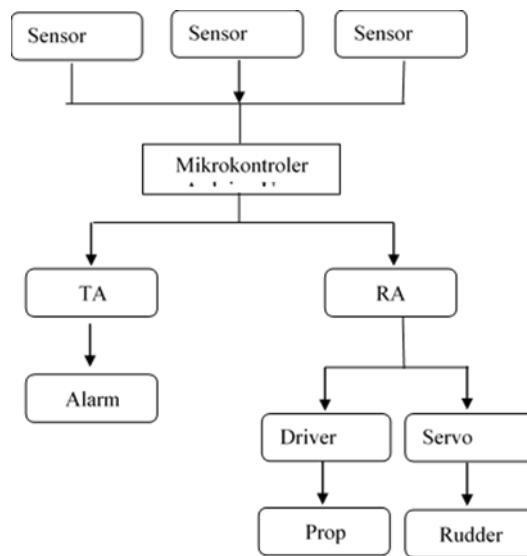 Sensor
Sensor
Sensor
Mikrokontroler
TA
RA
Alarm
Driver
Servo
Prop
Rudder